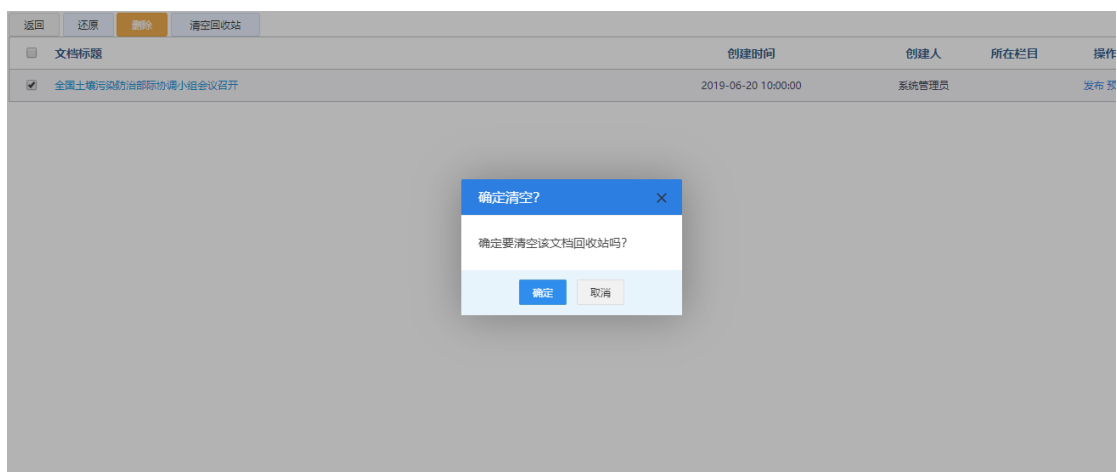 返回 还原 删除 清空回收站
文档标题 创建时间 创建人 所在栏目 操作
全国土壤污染防治部际协调小组会议召开 2019-06-20 10:00:00 系统管理员 发布 预
确定清空?
确定要清空该文档回收站吗?
确定 取消